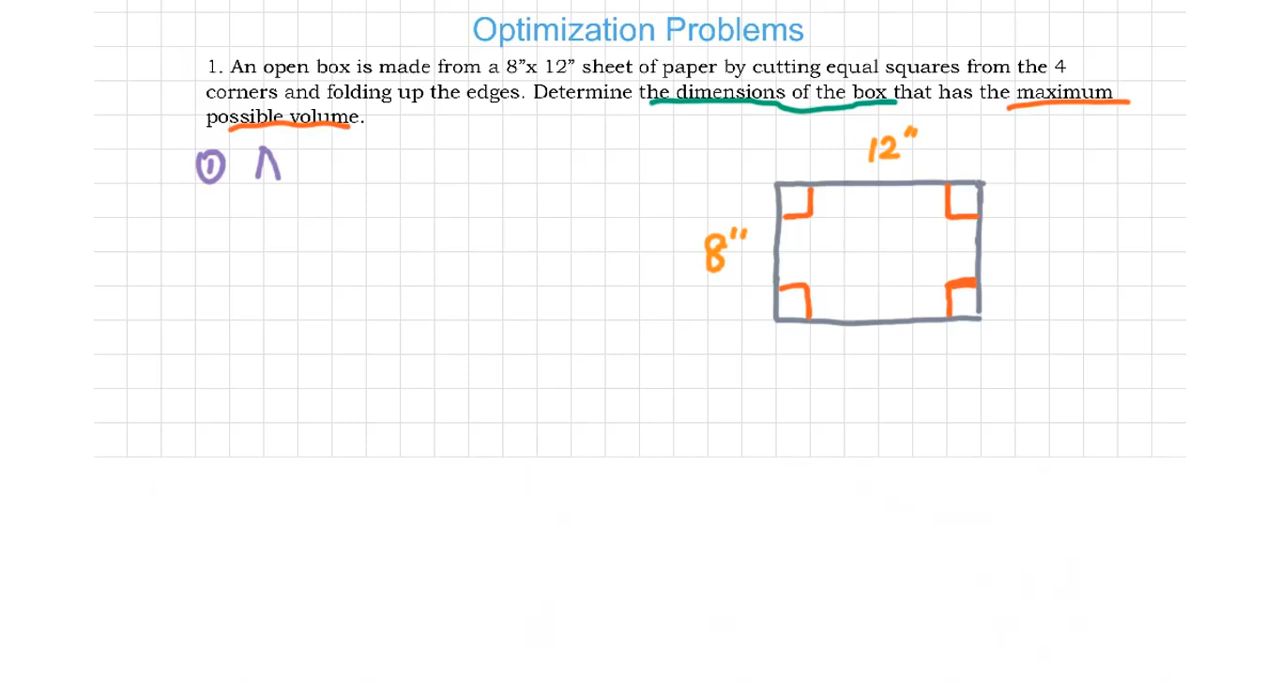 Optimization Problems
1. An open box is made from a 8”x 12” sheet of paper by cutting equal squares from the 4
corners and folding up the edges. Determine the dimensions of the box that has the maximum
possible volume.
12"
①
8"